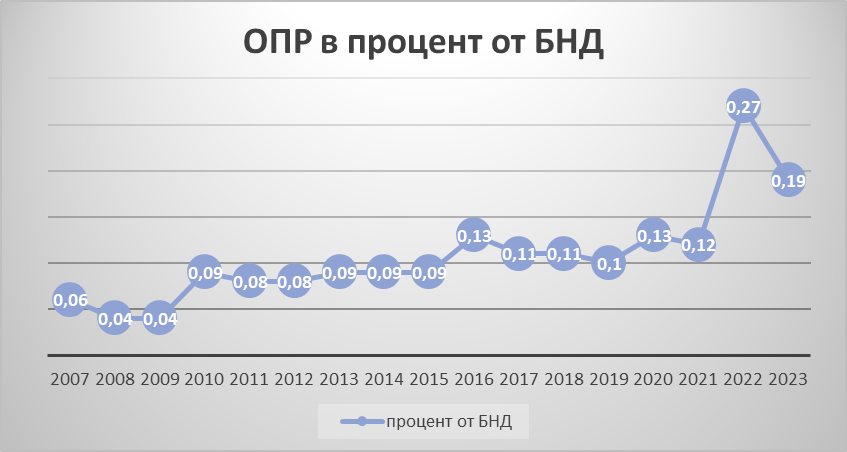 ОПР в процент от БНД
0,06 0,04 0,04 0,09 0,08 0,08 0,09 0,09 0,09 0,13 0,11 0,11 0,1 0,13 0,12 0,27 0,19
2007 2008 2009 2010 2011 2012 2013 2014 2015 2016 2017 2018 2019 2020 2021 2022 2023
процент от БНД